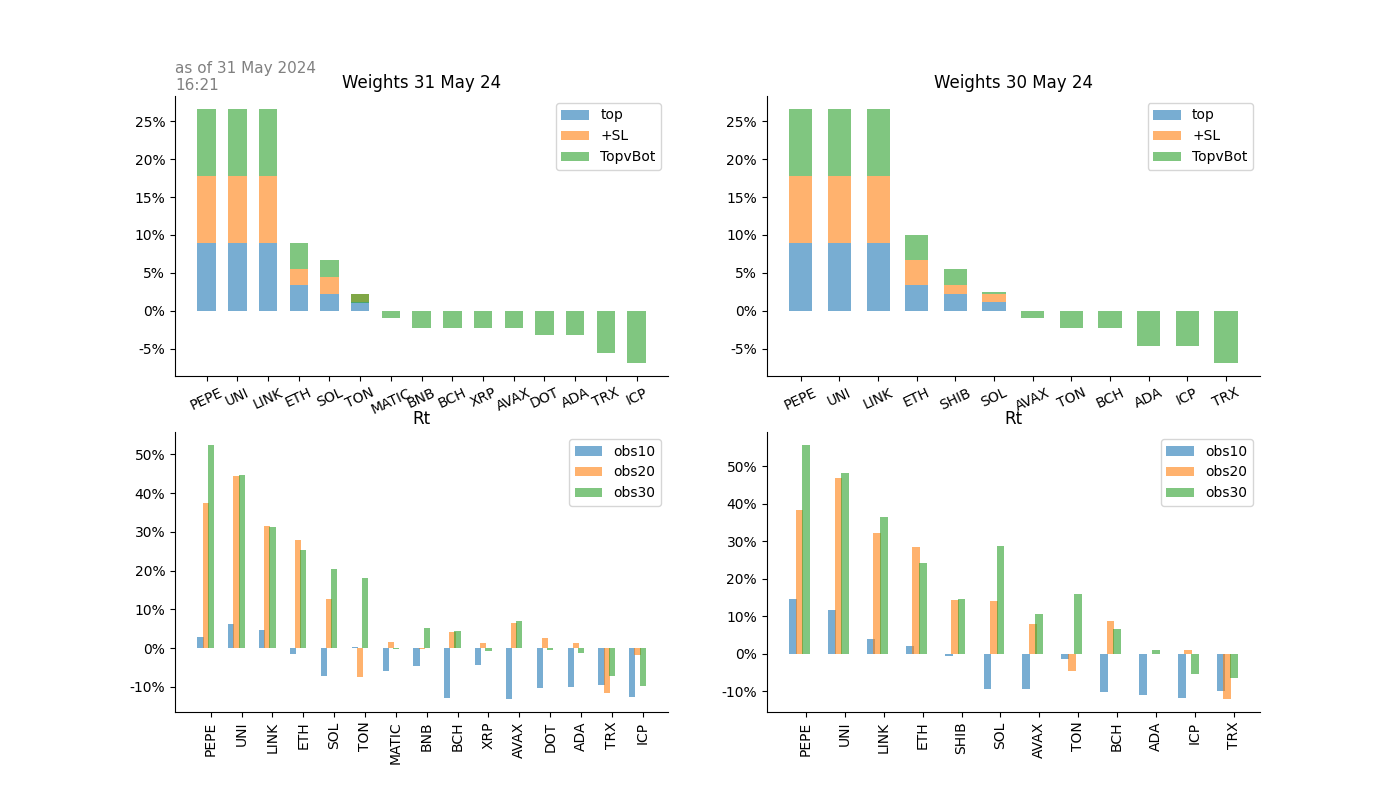 as of 31 May 2024
16:21
Weights 31 May 24
25%
20%
15%
10%
5%
0%
-5%
top
+SL
TopvBot
PEPE UNI LINK ETH SOL TON MATIC BNB BCH XRP AVAX DOT ADA TRX ICP
Weights 30 May 24
25%
20%
15%
10%
5%
0%
-5%
top
+SL
TopvBot
PEPE UNI LINK ETH SHIB SOL AVAX TON BCH ADA ICP TRX
Rt
50%
40%
30%
20%
10%
0%
-10%
obs10
obs20
obs30
PEPE UNI LINK ETH SOL TON MATIC BNB BCH XRP AVAX DOT ADA TRX ICP
Rt
50%
40%
30%
20%
10%
0%
-10%
obs10
obs20
obs30
PEPE UNI LINK ETH SHIB SOL AVAX TON BCH ADA ICP TRX